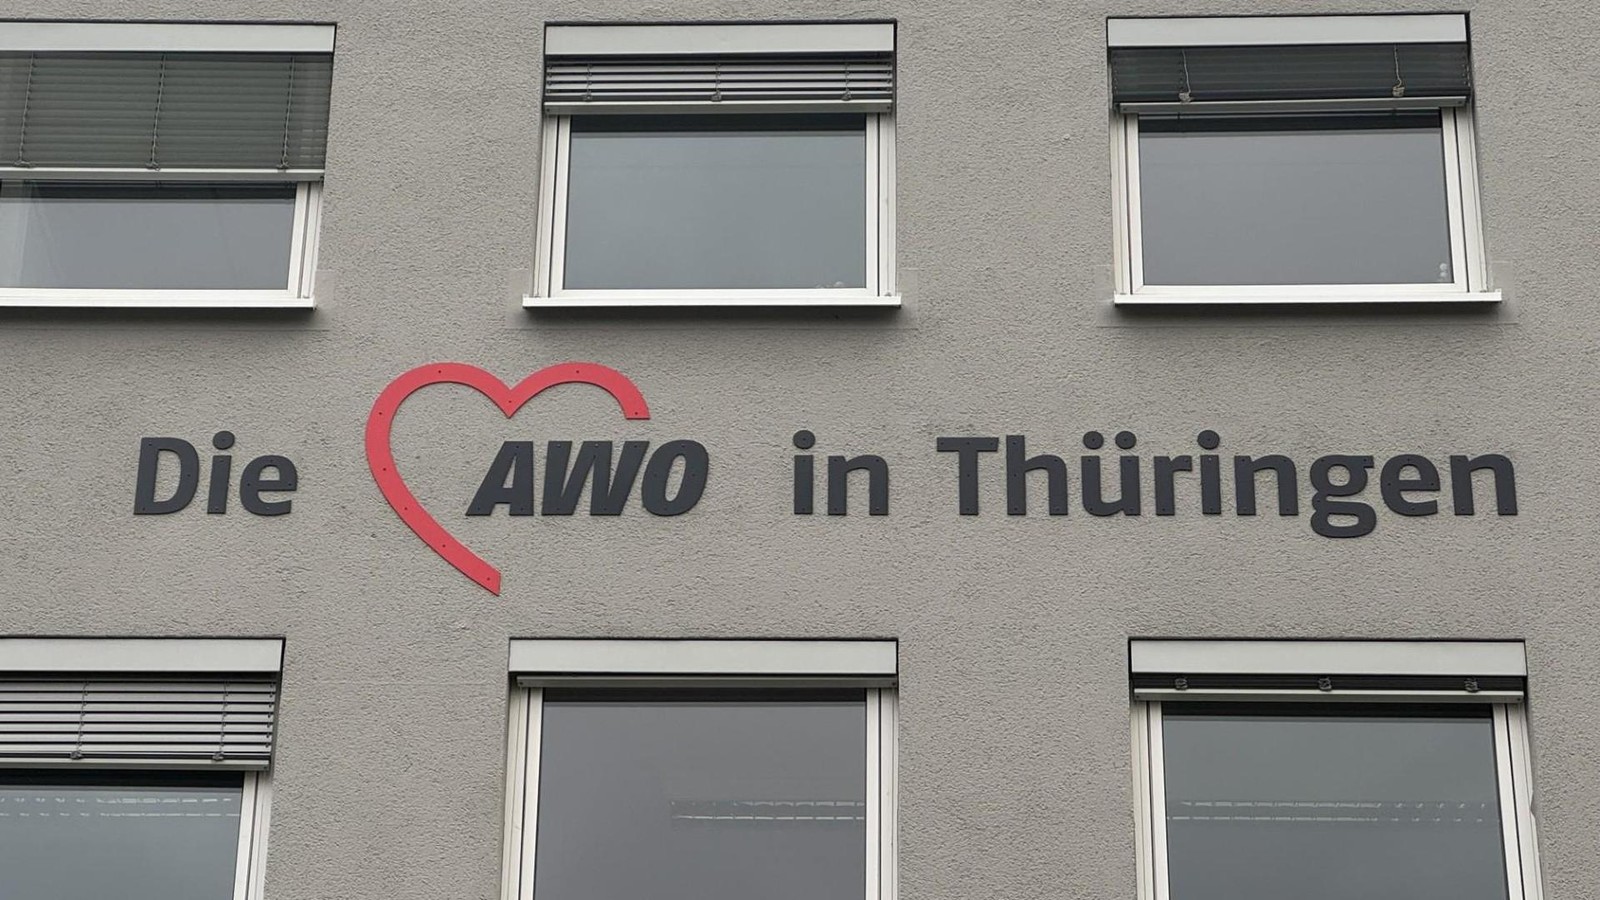 Die AWO in Thüringen